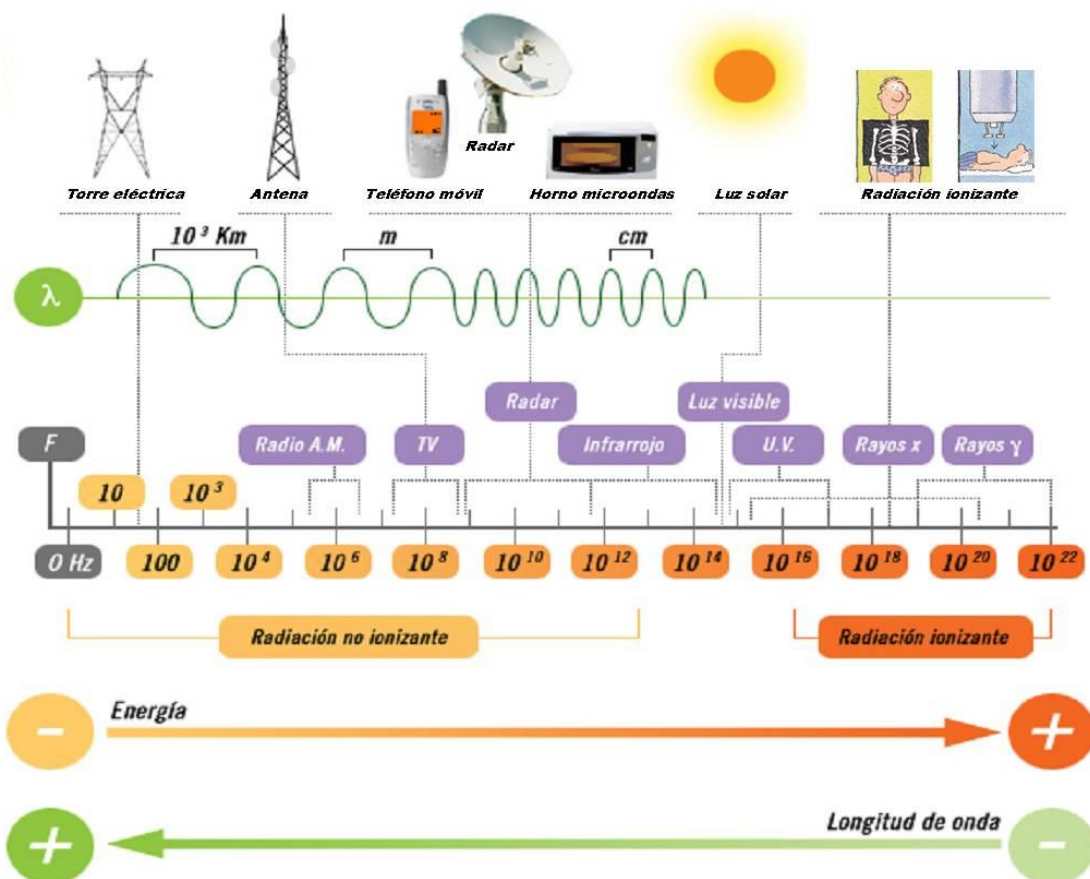 Radar
Torre eléctrica
Antena
Teléfono móvil
Horno microondas
Luz solar
Radiación ionizante
10³ Km
m
cm
λ
Radar
Luz visible
F
Radio A.M.
TV
Infrarrojo
U.V.
Rayos x
Rayos γ
10
10³
0 Hz
100
10⁴
10⁶
10⁸
10¹⁰
10¹²
10¹⁴
10¹⁶
10¹⁸
10²⁰
10²²
Radiación no ionizante
Radiación ionizante
Energía
-
+
Longitud de onda
+
-